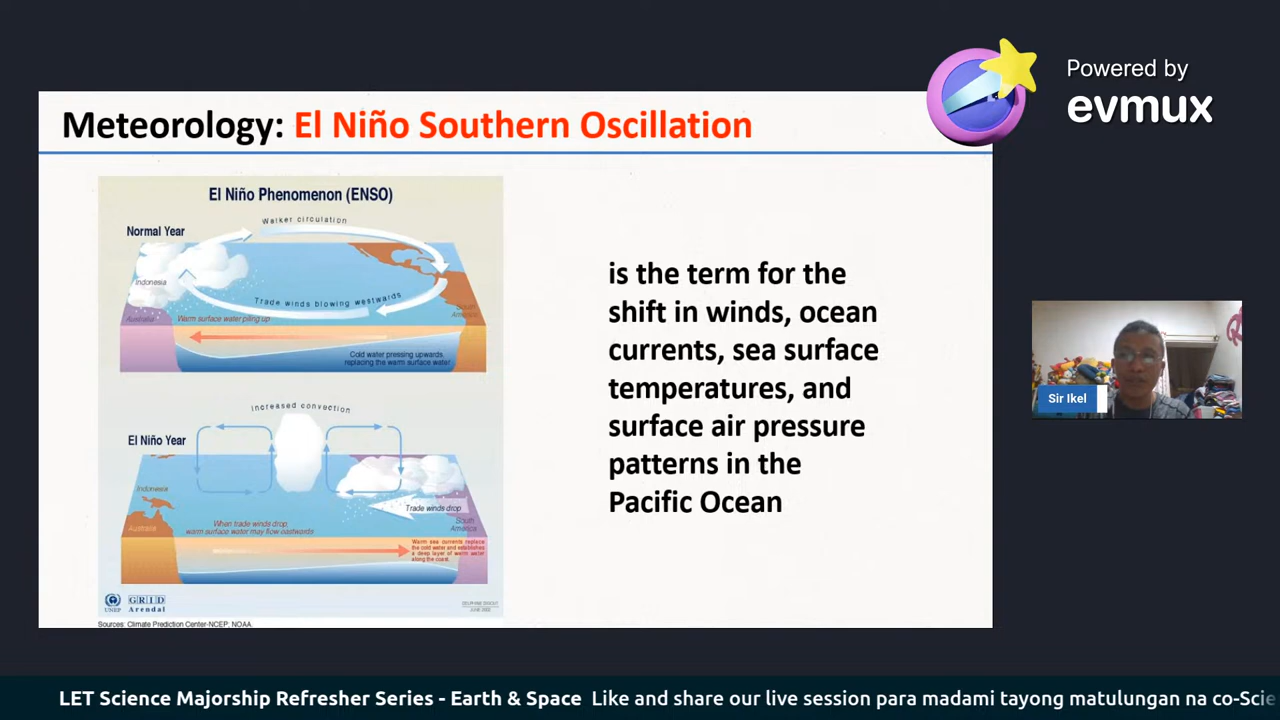 Powered by
evmux
Meteorology: El Niño Southern Oscillation
El Niño Phenomenon (ENSO)
Walker circulation
Normal Year
Indonesia
Trade winds blowing westwards
Australia
Warm surface water piling up
South
America
Cold water pressing upwards,
replacing the warm surface water
Increased convection
El Niño Year
Indonesia
Trade winds drop
Australia
When trade winds drop,
warm surface water may flow eastwards
South
America
Warm sea currents replace
the cold water and establishes
a deep layer of warm water
along the coast.
UNEP
GRID
Arendal
Sources: Climate Prediction Center-NCEP, NOAA.
is the term for the
shift in winds, ocean
currents, sea surface
temperatures, and
surface air pressure
patterns in the
Pacific Ocean
Sir Ikel
LET Science Majorship Refresher Series - Earth & Space Like and share our live session para madami tayong matulungan na co-Scie